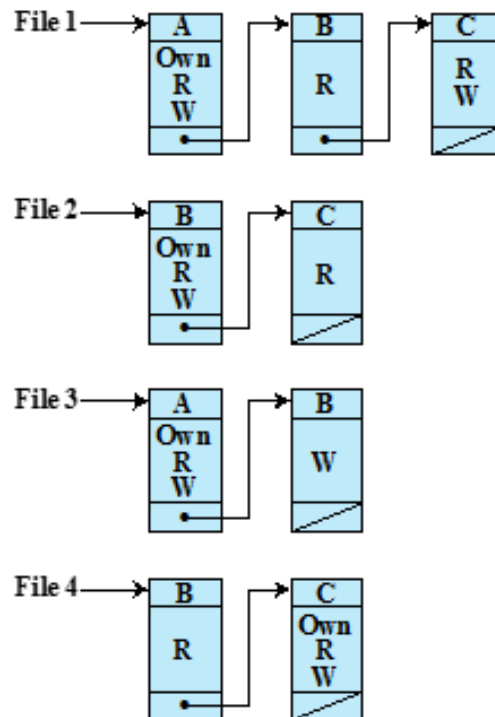 File 1 A B C
Own
R R R
W W
File 2 B C
Own
R R
W
File 3 A B
Own
R W
W
File 4 B C
Own
R R
W